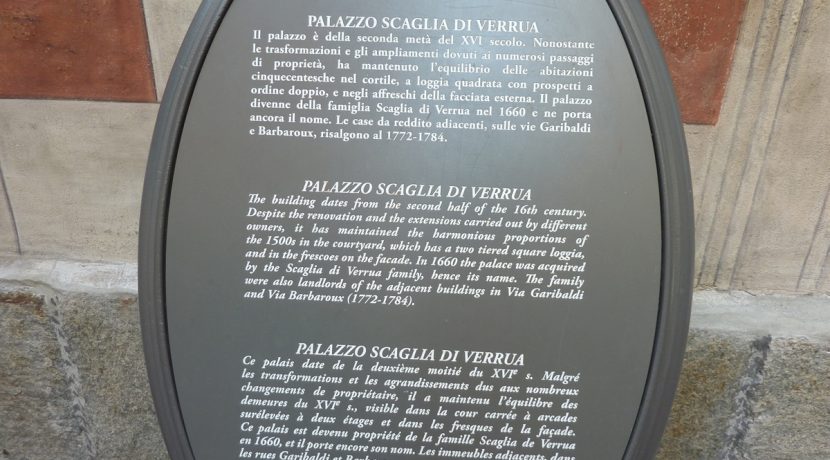 PALAZZO SCAGLIA DI VERRUA
Il palazzo è della seconda metà del XVI secolo. Nonostante
le trasformazioni e gli ampliamenti dovuti ai numerosi passaggi
di proprietà, ha mantenuto l'equilibrio delle abitazioni
cinquecentesche nel cortile, a loggia quadrata con prospetti a
ordine doppio, e negli affreschi della facciata esterna. Il palazzo
divenne della famiglia Scaglia di Verrua nel 1660 e ne porta
ancora il nome. Le case da reddito adiacenti, sulle vie Garibaldi
e Barbaroux, risalgono al 1772-1784.
PALAZZO SCAGLIA DI VERRUA
The building dates from the second half of the 16th century.
Despite the renovation and the extensions carried out by different
owners, it has maintained the harmonious proportions of
the 1500s in the courtyard, which has a two tiered square loggia,
and in the frescoes on the facade. In 1660 the palace was acquired
by the Scaglia di Verrua family, hence its name. The family
were also landlords of the adjacent buildings in Via Garibaldi
and Via Barbaroux (1772-1784).
PALAZZO SCAGLIA DI VERRUA
Ce palais date de la deuxième moitié du XVIe s. Malgré
les transformations et les agrandissements dus aux nombreux
changements de propriétaire, il a maintenu l'équilibre des
demeures du XVIe s., visible dans la cour carrée à arcades
surélevées à deux étages et dans les fresques de la façade.
Ce palais est devenu propriété de la famille Scaglia de Verrua
en 1660, et il porte encore son nom. Les immeubles adjacents, dans
les rues Garibaldi et